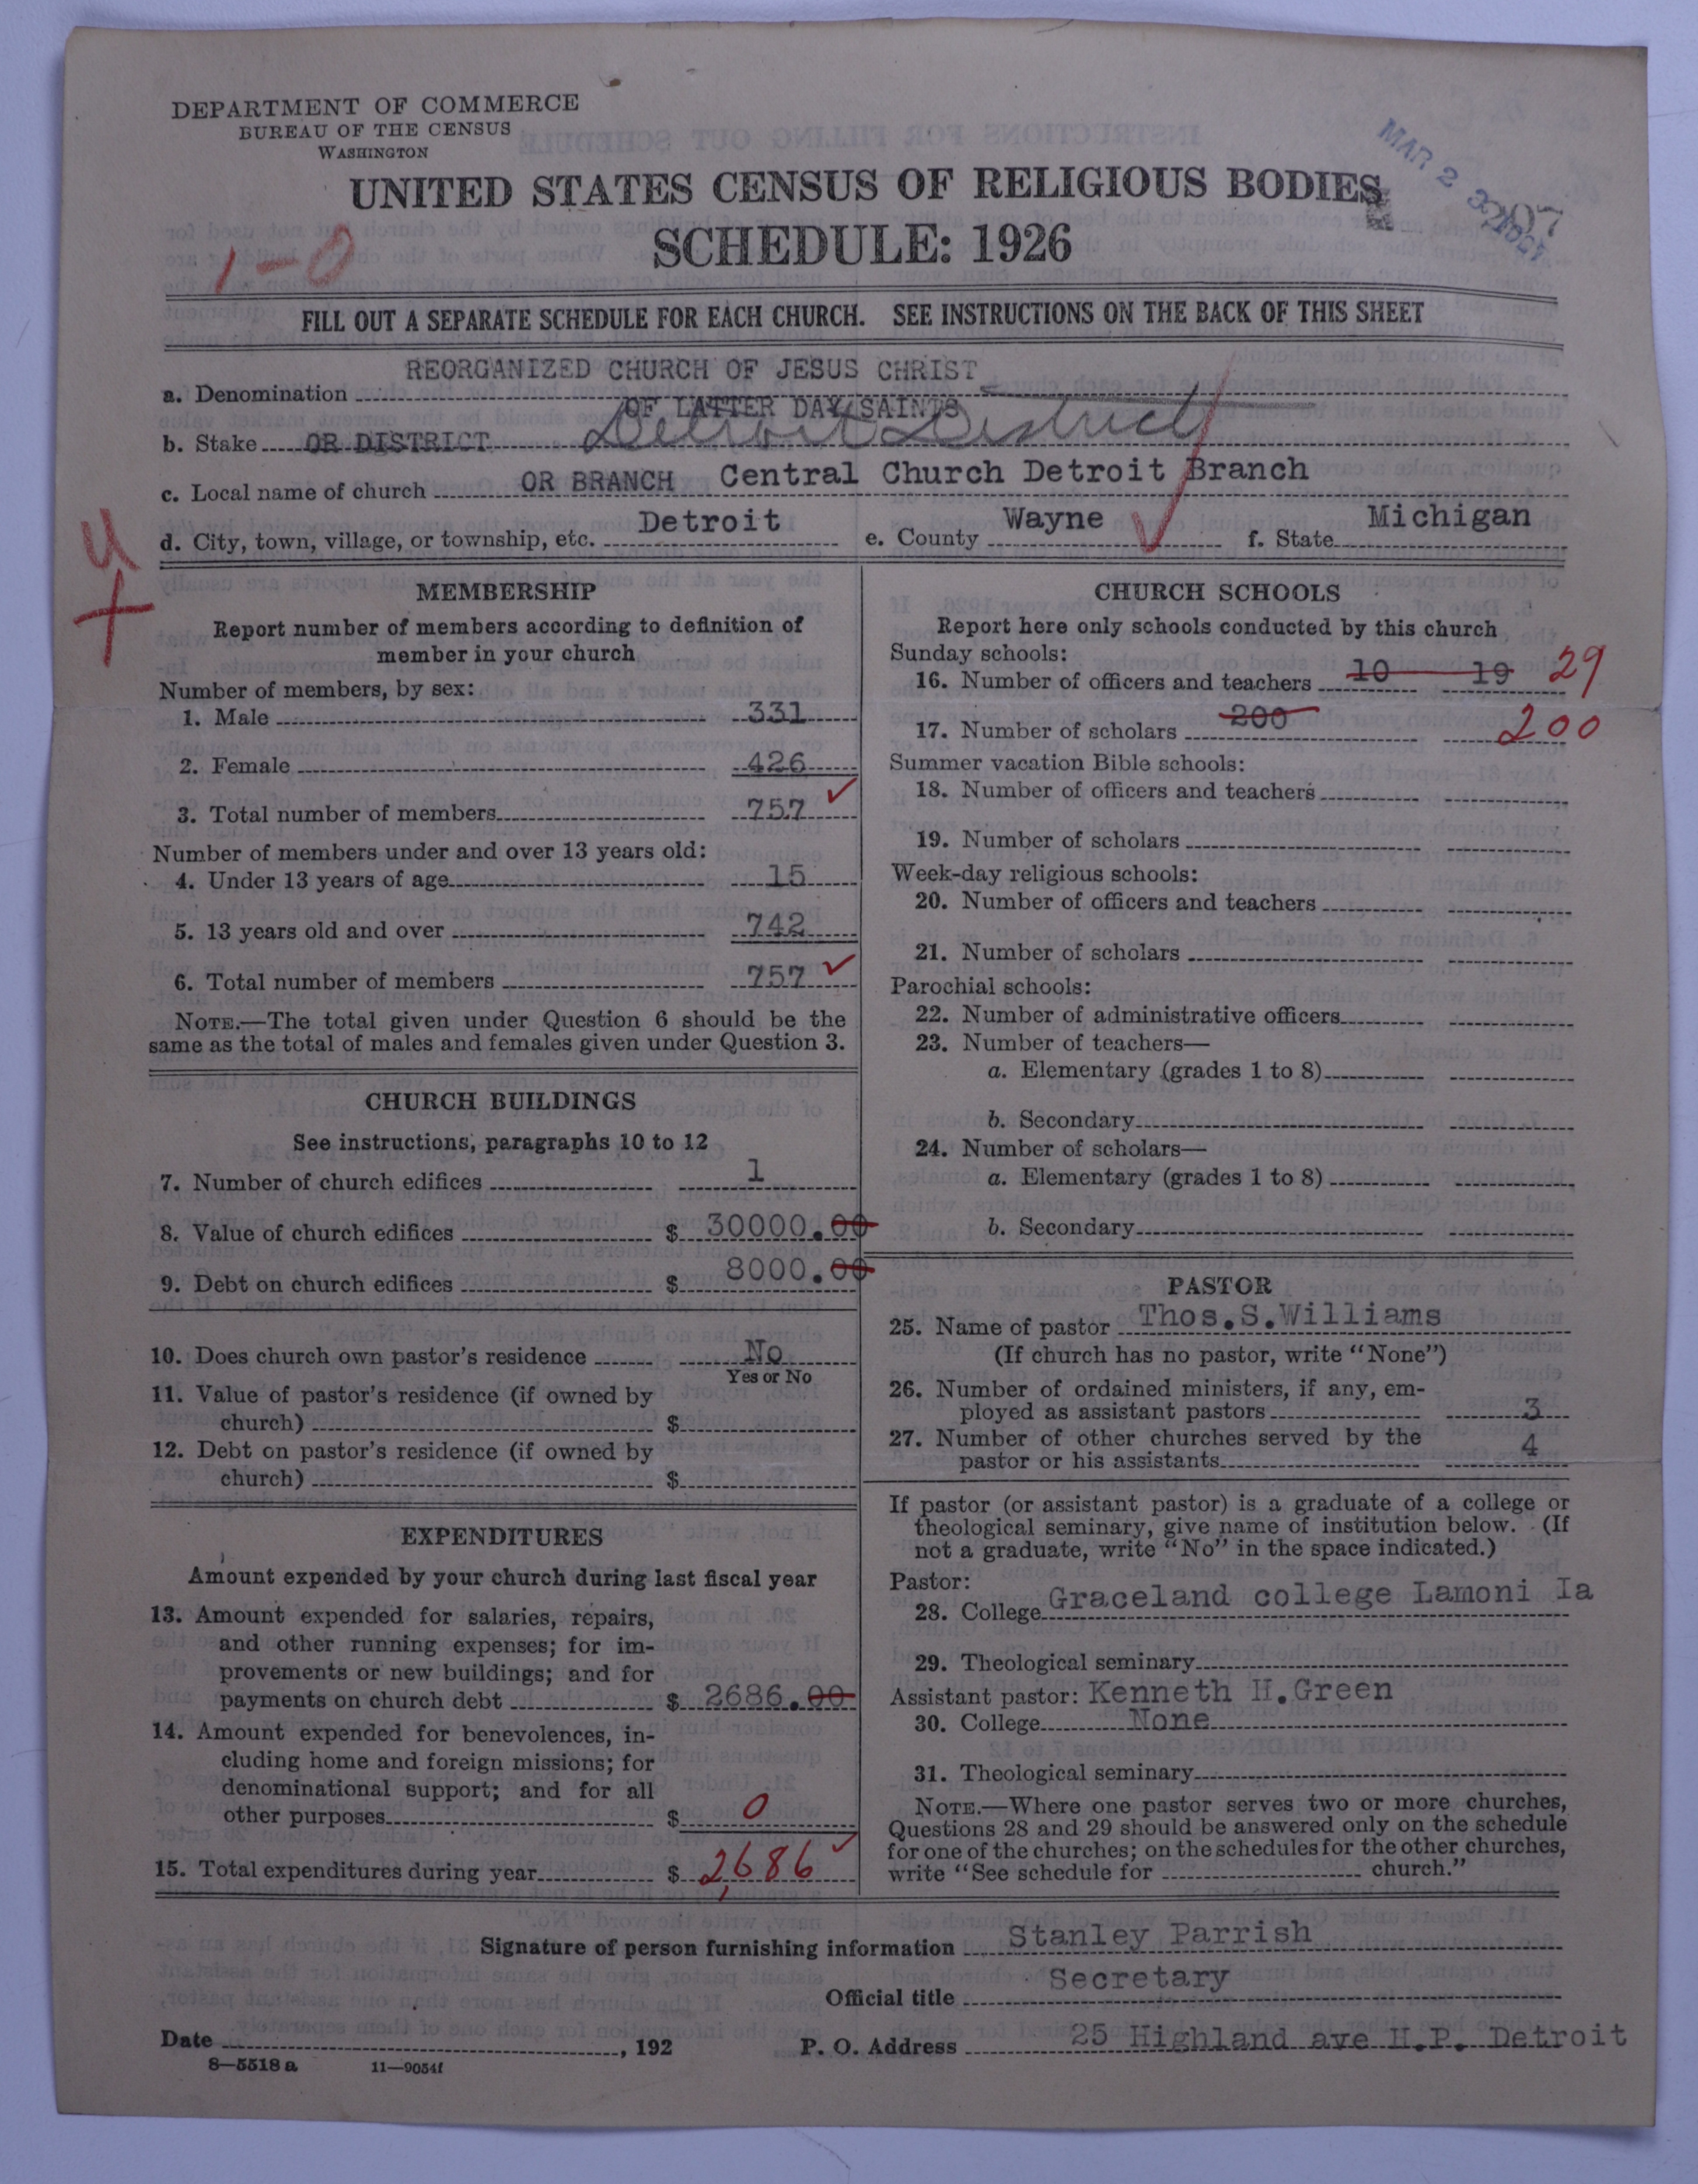 DEPARTMENT OF COMMERCE
BUREAU OF THE CENSUS
WASHINGTON
UNITED STATES CENSUS OF RELIGIOUS BODIES
SCHEDULE: 1926
MAR 23
1-0
FILL OUT A SEPARATE SCHEDULE FOR EACH CHURCH. SEE INSTRUCTIONS ON THE BACK OF THIS SHEET
REORGANIZED CHURCH OF JESUS CHRIST
a. Denomination
OF LATTER DAY SAINTS
b. Stake OR DISTRICT Detroit District
c. Local name of church OR BRANCH Central Church Detroit Branch
d. City, town, village, or township, etc. Detroit e. County Wayne f. State Michigan
MEMBERSHIP
Report number of members according to definition of
member in your church
Number of members, by sex:
1. Male 331
2. Female 426
3. Total number of members 757
Number of members under and over 13 years old:
4. Under 13 years of age 15
5. 13 years old and over 742
6. Total number of members 757
NOTE.—The total given under Question 6 should be the
same as the total of males and females given under Question 3.
CHURCH BUILDINGS
See instructions, paragraphs 10 to 12
7. Number of church edifices 1
8. Value of church edifices $ 30000.00
9. Debt on church edifices $ 8000.00
10. Does church own pastor's residence No
Yes or No
11. Value of pastor's residence (if owned by
church) $
12. Debt on pastor's residence (if owned by
church) $
EXPENDITURES
Amount expended by your church during last fiscal year
13. Amount expended for salaries, repairs,
and other running expenses; for im-
provements or new buildings; and for
payments on church debt $ 2686.00
14. Amount expended for benevolences, in-
cluding home and foreign missions; for
denominational support; and for all
other purposes $ 0
15. Total expenditures during year $ 2,686
CHURCH SCHOOLS
Report here only schools conducted by this church
Sunday schools:
16. Number of officers and teachers 10 19 29
17. Number of scholars 200 200
Summer vacation Bible schools:
18. Number of officers and teachers
19. Number of scholars
Week-day religious schools:
20. Number of officers and teachers
21. Number of scholars
Parochial schools:
22. Number of administrative officers
23. Number of teachers—
a. Elementary (grades 1 to 8)
b. Secondary
24. Number of scholars—
a. Elementary (grades 1 to 8)
b. Secondary
PASTOR
25. Name of pastor Thos.S.Williams
(If church has no pastor, write "None")
26. Number of ordained ministers, if any, em-
ployed as assistant pastors 3
27. Number of other churches served by the
pastor or his assistants 4
If pastor (or assistant pastor) is a graduate of a college or
theological seminary, give name of institution below. (If
not a graduate, write "No" in the space indicated.)
Pastor:
28. College Graceland college Lamoni Ia
29. Theological seminary
Assistant pastor: Kenneth H.Green
30. College None
31. Theological seminary
NOTE.—Where one pastor serves two or more churches,
Questions 28 and 29 should be answered only on the schedule
for one of the churches; on the schedules for the other churches,
write "See schedule for church."
Signature of person furnishing information Stanley Parrish
Official title Secretary
Date , 192 P. O. Address 25 Highland ave H.P. Detroit
8—5518 a 11—9054f